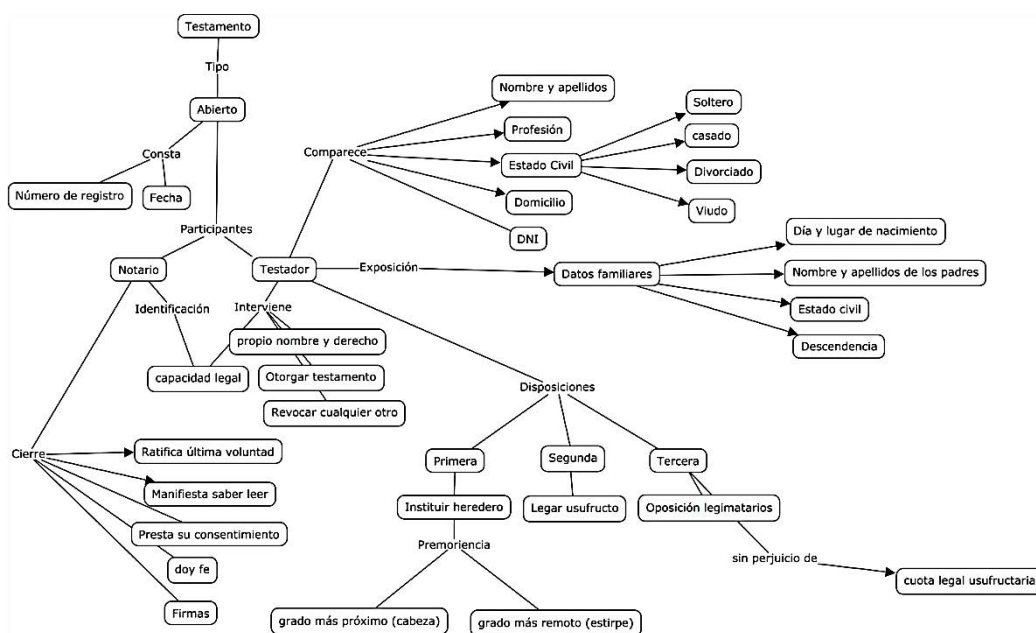 Testamento
Tipo
Abierto
Consta
Número de registro
Fecha
Participantes
Notario
Testador
Comparece
Nombre y apellidos
Profesión
Estado Civil
Domicilio
DNI
Soltero
casado
Divorciado
Viudo
Exposición
Datos familiares
Día y lugar de nacimiento
Nombre y apellidos de los padres
Estado civil
Descendencia
Identificación
Interviene
propio nombre y derecho
capacidad legal
Otorgar testamento
Revocar cualquier otro
Disposiciones
Primera
Segunda
Tercera
Instituir heredero
Legar usufructo
Oposición legimatarios
Premoriencia
sin perjuicio de
grado más próximo (cabeza)
grado más remoto (estirpe)
cuota legal usufructuaria
Cierre
Ratifica última voluntad
Manifiesta saber leer
Presta su consentimiento
doy fe
Firmas